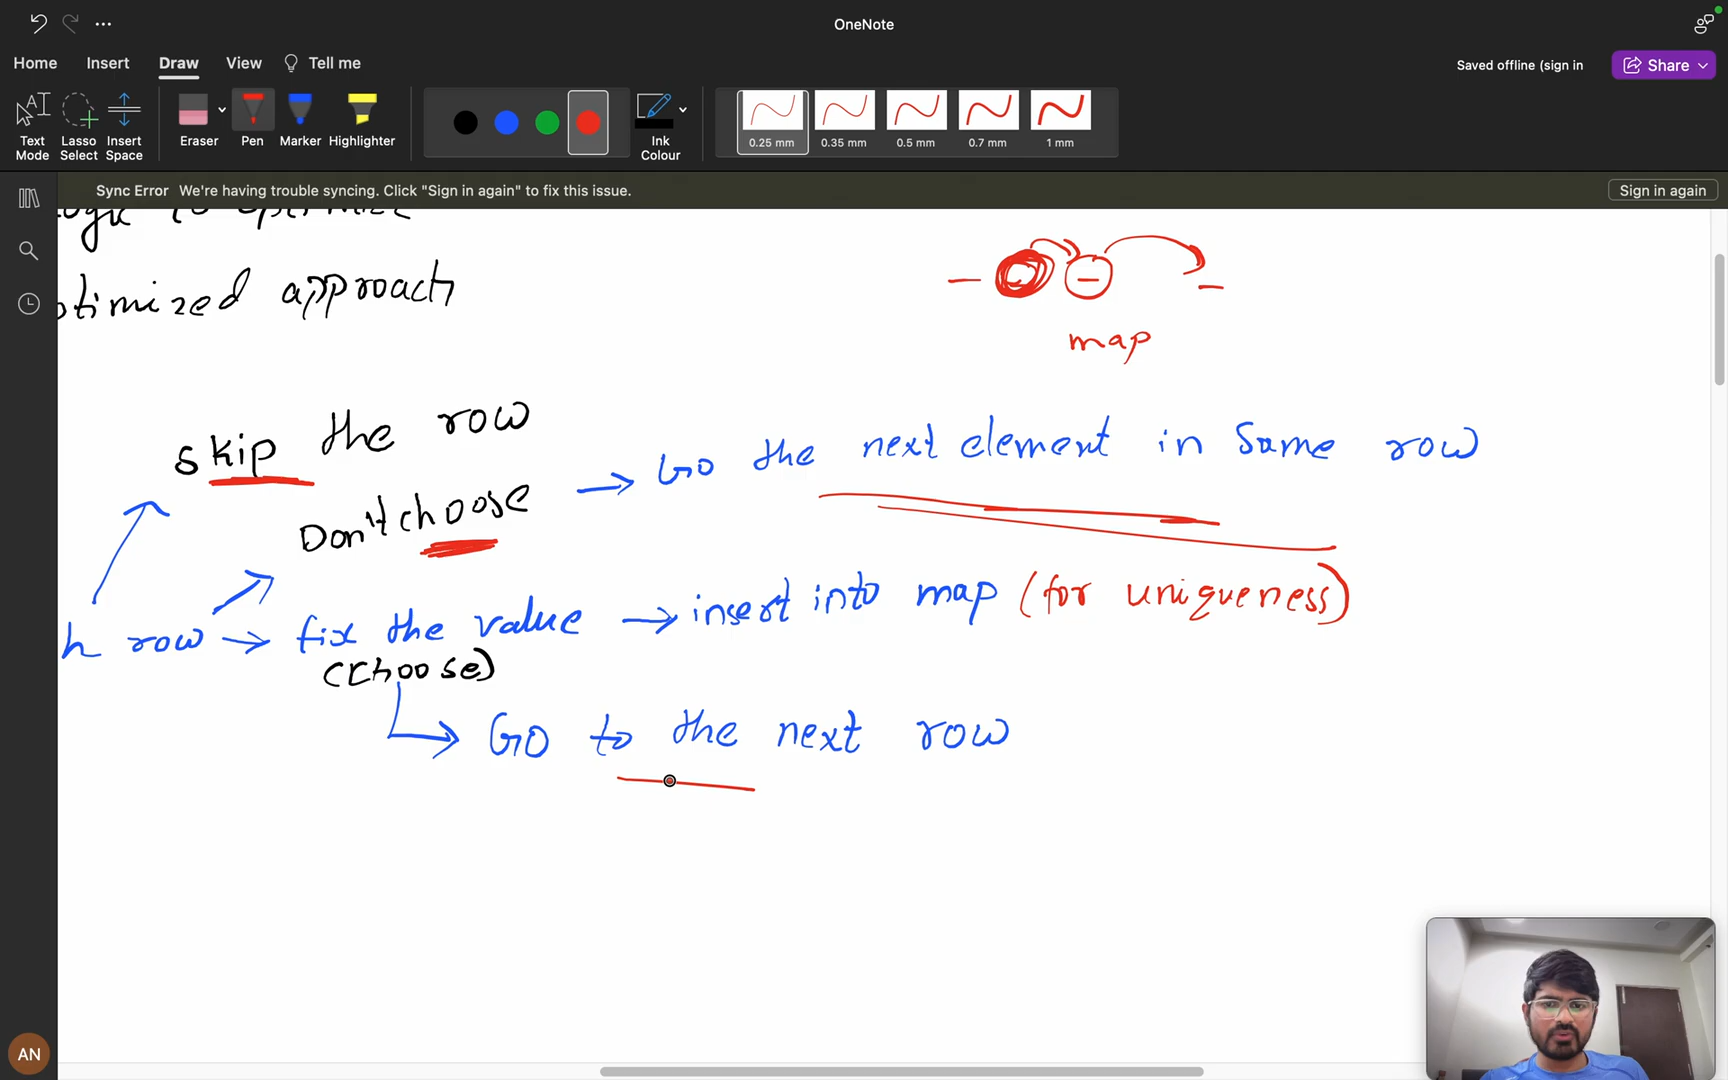 OneNote
Home Insert Draw View Tell me
Saved offline (sign in
Share
Text Mode
Lasso Select
Insert Space
Eraser
Pen
Marker
Highlighter
Ink Colour
0.25 mm
0.35 mm
0.5 mm
0.7 mm
1 mm
Sync Error We're having trouble syncing. Click "Sign in again" to fix this issue.
Sign in again
to optimize
timized approach
map
skip the row
Don't choose → Go the next element in same row
h row → fix the value → insert into map (for uniqueness)
(choose)
Go to the next row
AN